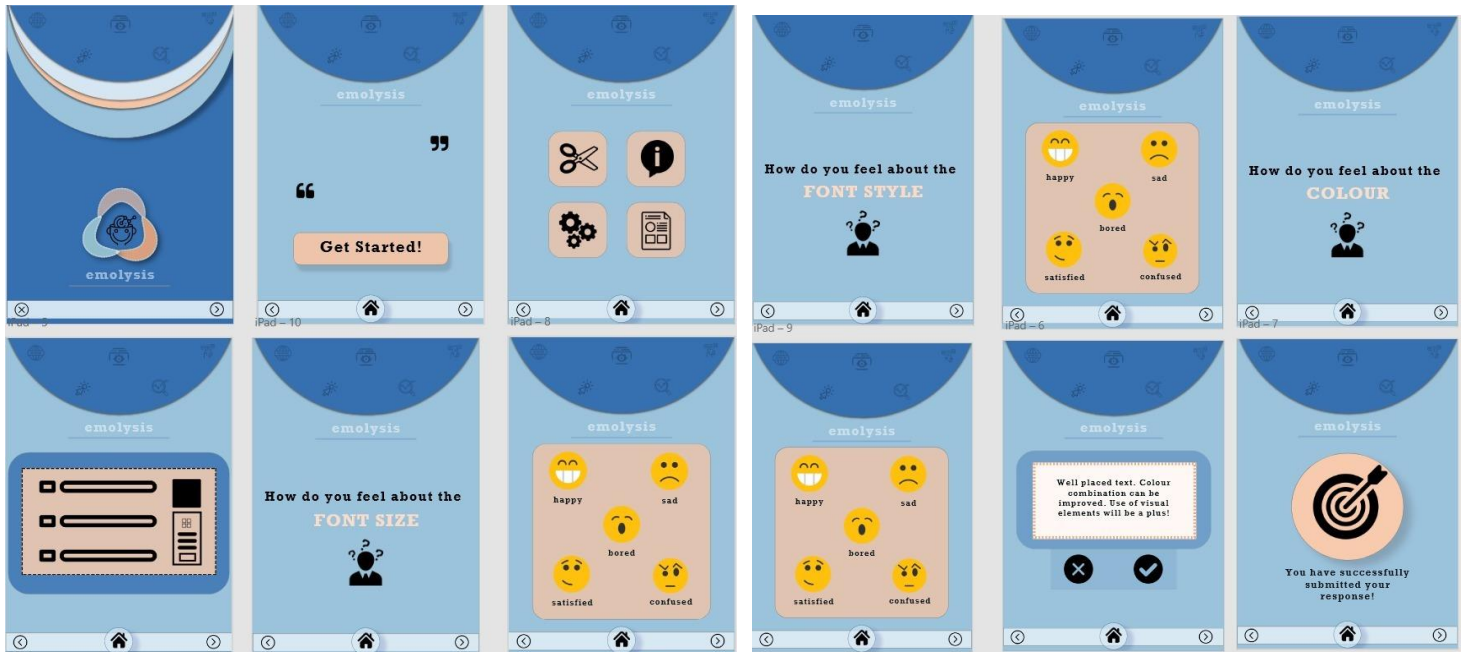 emolysis
emolysis
”
“
Get Started!
emolysis
emolysis
How do you feel about the
FONT STYLE
emolysis
happy
sad
bored
satisfied
confused
emolysis
How do you feel about the
COLOUR
iPad – 10
iPad – 8
iPad – 9
iPad – 6
iPad – 7
emolysis
emolysis
How do you feel about the
FONT SIZE
emolysis
happy
sad
bored
satisfied
confused
emolysis
happy
sad
bored
satisfied
confused
emolysis
Well placed text. Colour
combination can be
improved. Use of visual
elements will be a plus!
emolysis
You have successfully
submitted your
response!